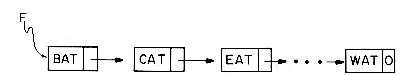 F
BAT CAT EAT • • • WAT 0